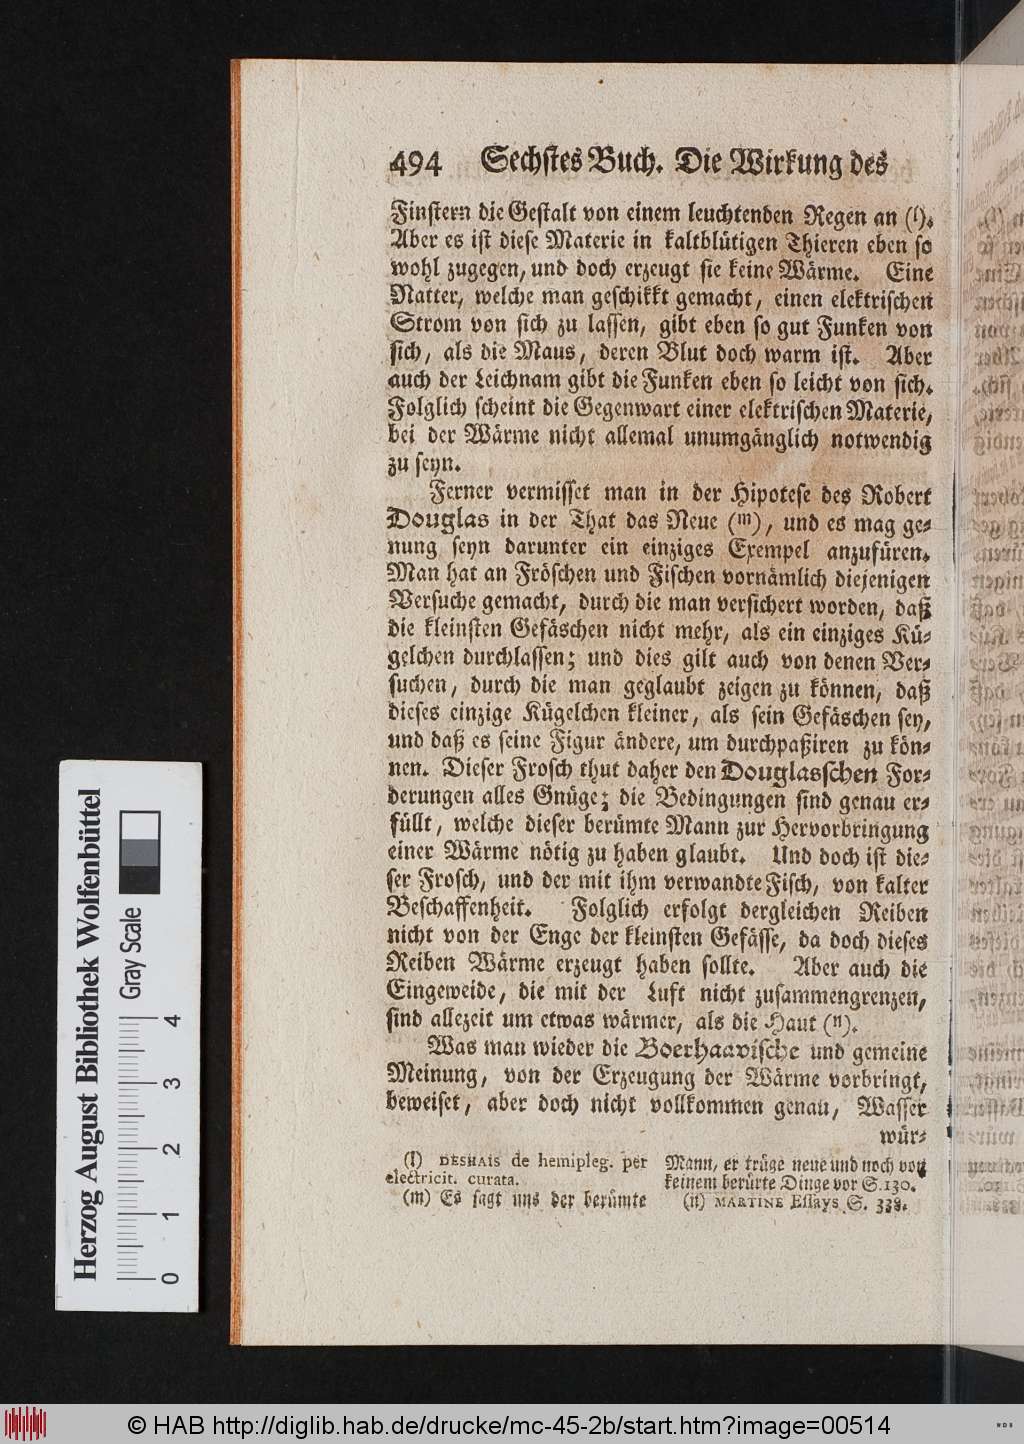 494 Sechstes Buch. Die Wirkung des
Finstern die Gestalt von einem leuchtenden Regen an (l).
Aber es ist diese Materie in kaltblütigen Thieren eben so
wohl zugegen, und doch erzeugt sie keine Wärme. Eine
Natter, welche man geschikkt gemacht, einen elektrischen
Strom von sich zu lassen, gibt eben so gut Funken von
sich, als die Maus, deren Blut doch warm ist. Aber
auch der Leichnam gibt die Funken eben so leicht von sich.
Folglich scheint die Gegenwart einer elektrischen Materie,
bei der Wärme nicht allemal unumgänglich notwendig
zu seyn.
Ferner vermisset man in der Hipotese des Robert
Douglas in der That das Neue (m), und es mag ge-
nung seyn darunter ein einziges Exempel anzufüren.
Man hat an Fröschen und Fischen vornämlich diejenigen
Versuche gemacht, durch die man versichert worden, daß
die kleinsten Gefäschen nicht mehr, als ein einziges Kü-
gelchen durchlassen; und dies gilt auch von denen Ver-
suchen, durch die man geglaubt zeigen zu können, daß
dieses einzige Kügelchen kleiner, als sein Gefäschen sey,
und daß es seine Figur ändere, um durchpaßiren zu kön-
nen. Dieser Frosch thut daher den Douglasschen For-
derungen alles Gnüge; die Bedingungen sind genau er-
füllt, welche dieser berümte Mann zur Hervorbringung
einer Wärme nötig zu haben glaubt. Und doch ist die-
ser Frosch, und der mit ihm verwandte Fisch, von kalter
Beschaffenheit. Folglich erfolgt dergleichen Reiben
nicht von der Enge der kleinsten Gefässe, da doch dieses
Reiben Wärme erzeugt haben sollte. Aber auch die
Eingeweide, die mit der Luft nicht zusammengrenzen,
sind allezeit um etwas wärmer, als die Haut (n).
Was man wieder die Boerhaavische und gemeine
Meinung, von der Erzeugung der Wärme vorbringt,
beweiset, aber doch nicht vollkommen genau, Wasser
wür-
(l) DESHAIS de hemipleg. per
electricit. curata.
(m) Es sagt uns der berümte
Mann, er trüge neue und noch von
keinem berürte Dinge vor S. 130.
(n) MARTINE Essays S. 338.
Herzog August Bibliothek Wolfenbüttel
Gray Scale
0 1 2 3 4
© HAB http://diglib.hab.de/drucke/mc-45-2b/start.htm?image=00514